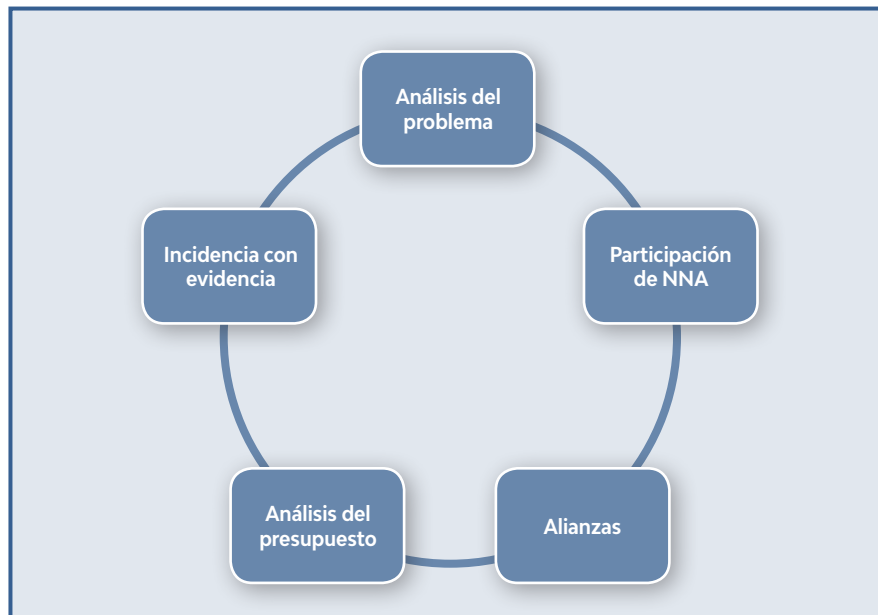 Análisis del
problema
Participación
de NNA
Alianzas
Análisis del
presupuesto
Incidencia con
evidencia